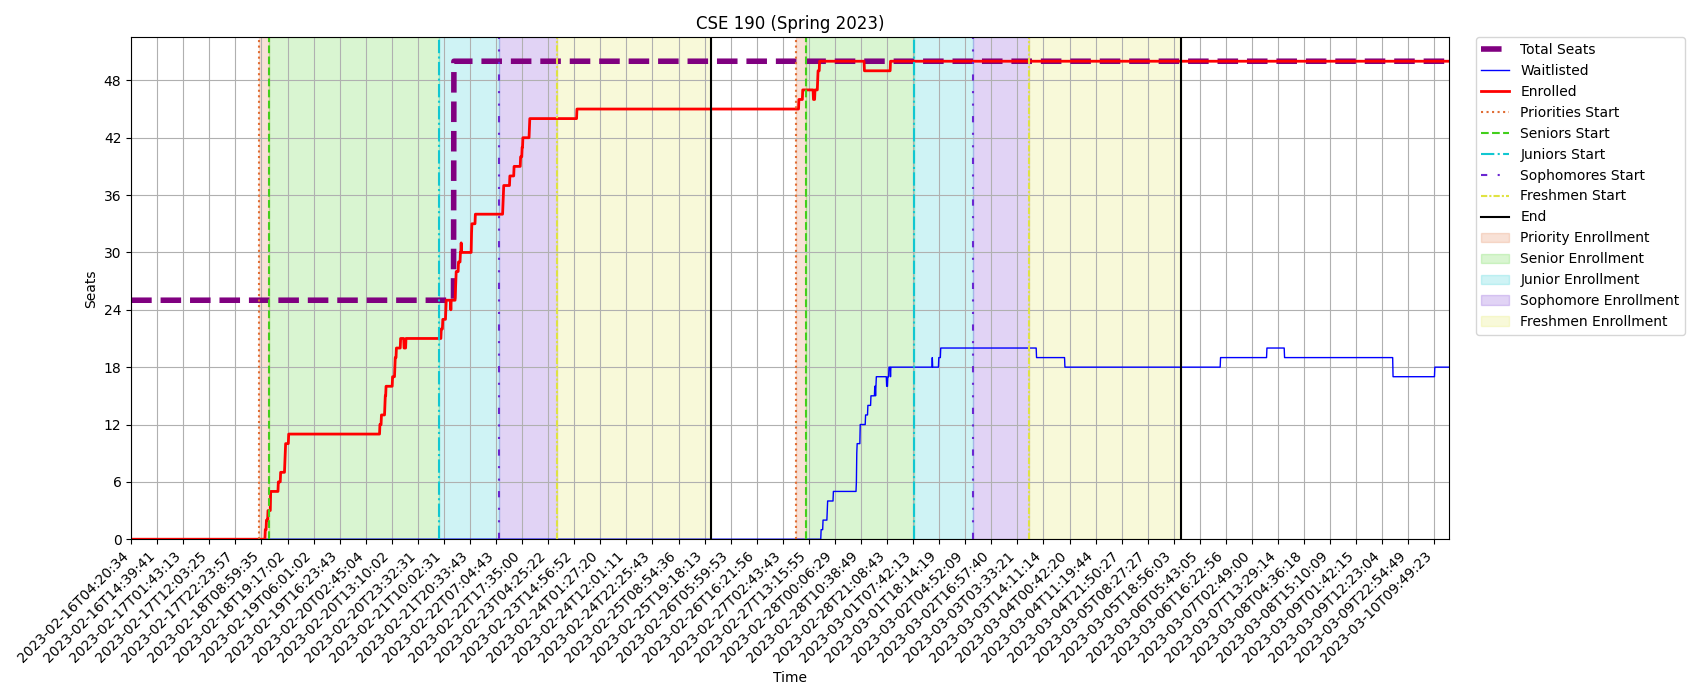 CSE 190 (Spring 2023)
Total Seats
Waitlisted
Enrolled
Priorities Start
Seniors Start
Juniors Start
Sophomores Start
Freshmen Start
End
Priority Enrollment
Senior Enrollment
Junior Enrollment
Sophomore Enrollment
Freshmen Enrollment
Seats
48
42
36
30
24
18
12
6
0
2023-02-16T04:20:34
2023-02-16T14:39:41
2023-02-17T01:43:13
2023-02-17T12:03:25
2023-02-17T22:23:57
2023-02-18T08:59:35
2023-02-18T19:17:02
2023-02-19T06:01:02
2023-02-19T16:23:43
2023-02-20T02:45:04
2023-02-20T13:10:02
2023-02-20T23:32:31
2023-02-21T10:02:31
2023-02-21T20:33:43
2023-02-22T07:04:43
2023-02-22T17:35:00
2023-02-23T04:25:22
2023-02-23T14:56:52
2023-02-24T01:27:20
2023-02-24T12:01:11
2023-02-24T22:25:43
2023-02-25T08:54:36
2023-02-25T19:18:13
2023-02-26T05:59:53
2023-02-26T16:21:56
2023-02-27T02:43:43
2023-02-27T13:15:55
2023-02-28T00:06:29
2023-02-28T10:38:49
2023-02-28T21:08:43
2023-03-01T07:42:13
2023-03-01T18:14:19
2023-03-02T04:52:09
2023-03-02T16:57:40
2023-03-03T03:33:21
2023-03-03T14:11:14
2023-03-04T00:42:20
2023-03-04T11:19:44
2023-03-04T21:50:27
2023-03-05T08:27:27
2023-03-05T18:56:03
2023-03-06T05:43:05
2023-03-06T16:22:56
2023-03-07T02:49:00
2023-03-07T13:29:14
2023-03-08T04:36:18
2023-03-08T15:10:09
2023-03-09T01:42:15
2023-03-09T12:23:04
2023-03-09T22:54:49
2023-03-10T09:49:23
Time